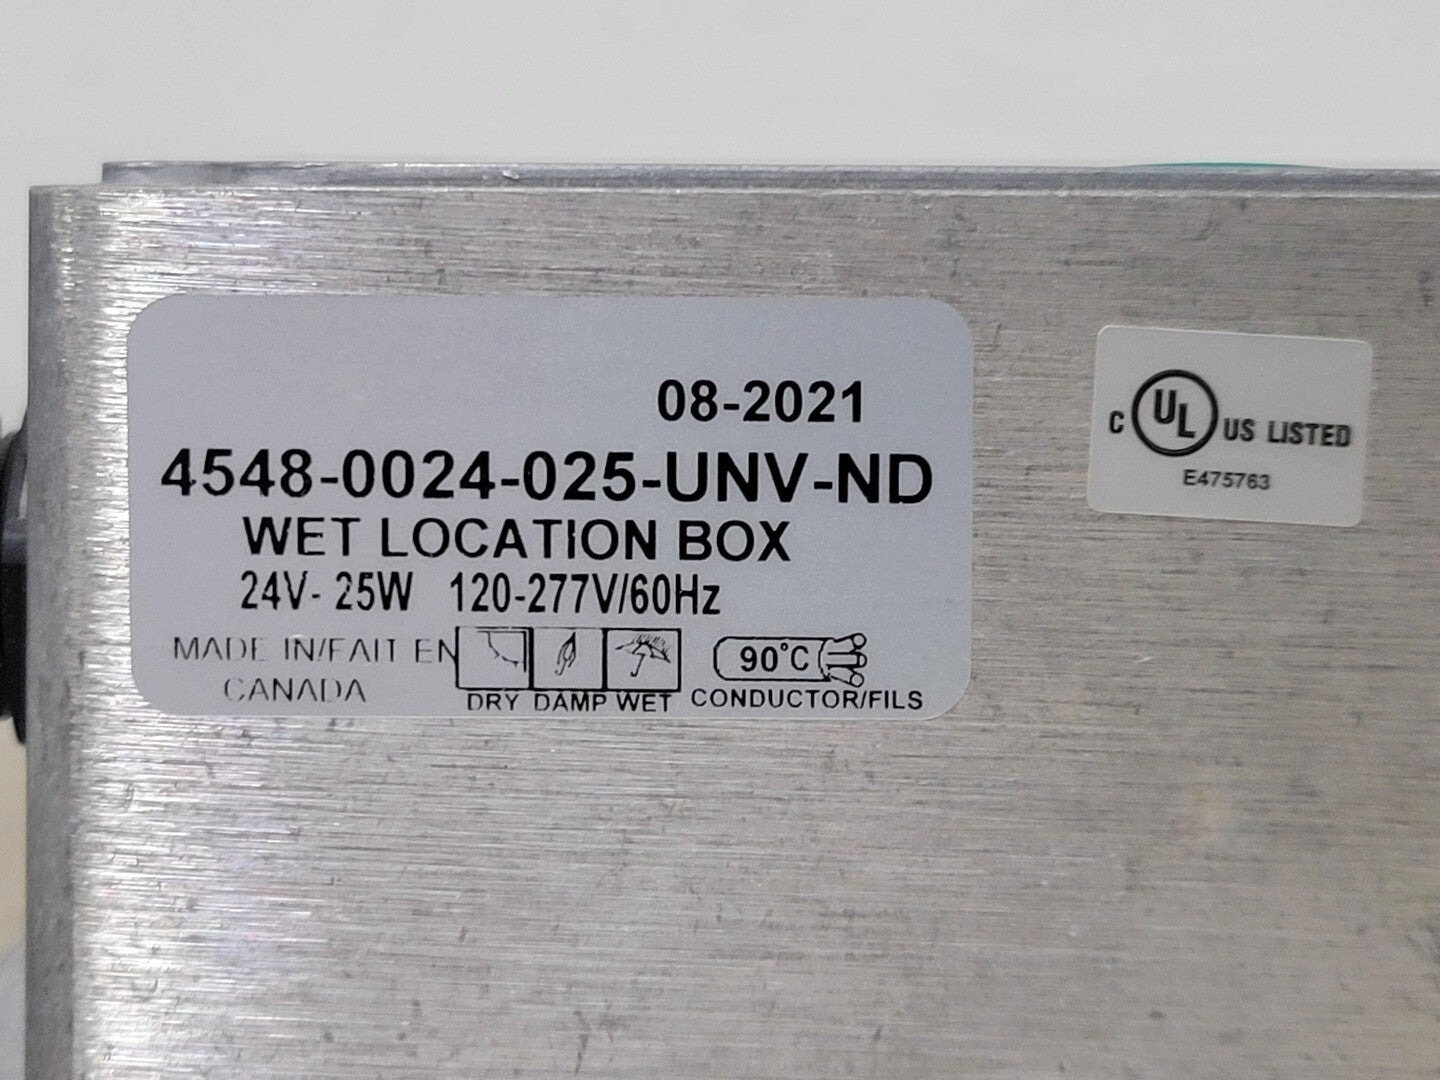 08-2021
4548-0024-025-UNV-ND
WET LOCATION BOX
24V- 25W 120-277V/60Hz
MADE IN/FAIT EN
CANADA
DRY DAMP WET
90°C
CONDUCTOR/FILS
C UL US LISTED
E475763